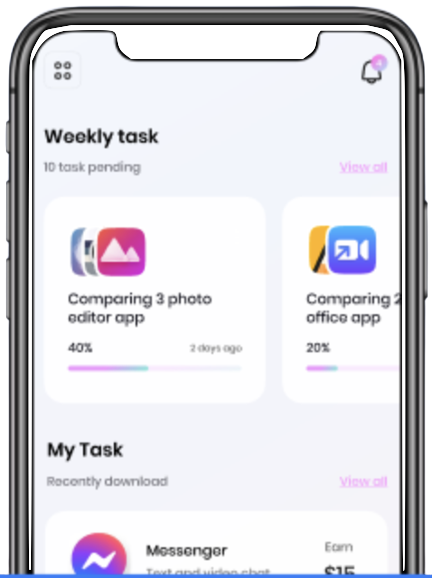 Weekly task
10 task pending
View all
Comparing 3 photo
editor app
40%
2 days ago
Comparing 2
office app
20%
My Task
Recently download
View all
Messenger
Earn
Text and video chat
$15